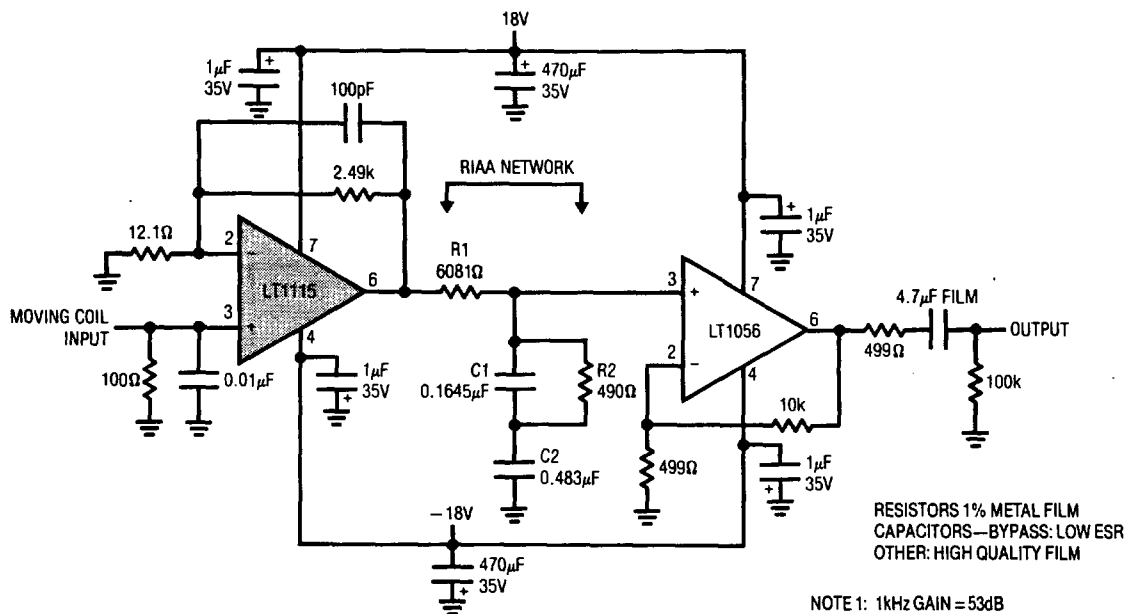 18V
1µF
35V
+
470µF
35V
+
100pF
2.49k
RIAA NETWORK
1µF
35V
+
12.1Ω
2
−
7
R1
6081Ω
LT1115
6
3
+
7
LT1056
6
4.7µF FILM
OUTPUT
MOVING COIL
INPUT
3
+
4
499Ω
100Ω
0.01µF
1µF
35V
+
C1
0.1645µF
R2
490Ω
2
−
4
100k
10k
C2
0.483µF
499Ω
1µF
35V
+
−18V
470µF
35V
+
RESISTORS 1% METAL FILM
CAPACITORS—BYPASS: LOW ESR
OTHER: HIGH QUALITY FILM
NOTE 1: 1kHz GAIN = 53dB